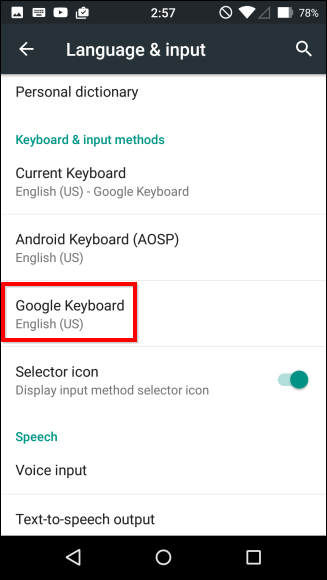 2:57
78%
Language & input
Personal dictionary
Keyboard & input methods
Current Keyboard
English (US) - Google Keyboard
Android Keyboard (AOSP)
English (US)
Google Keyboard
English (US)
Selector icon
Display input method selector icon
Speech
Voice input
Text-to-speech output